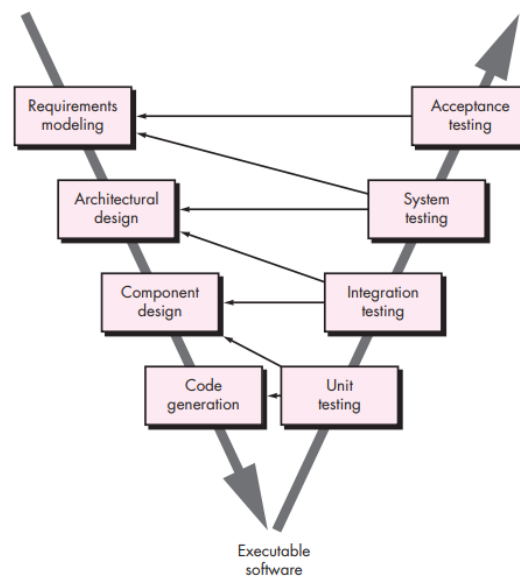 Requirements
modeling
Acceptance
testing
Architectural
design
System
testing
Component
design
Integration
testing
Code
generation
Unit
testing
Executable
software